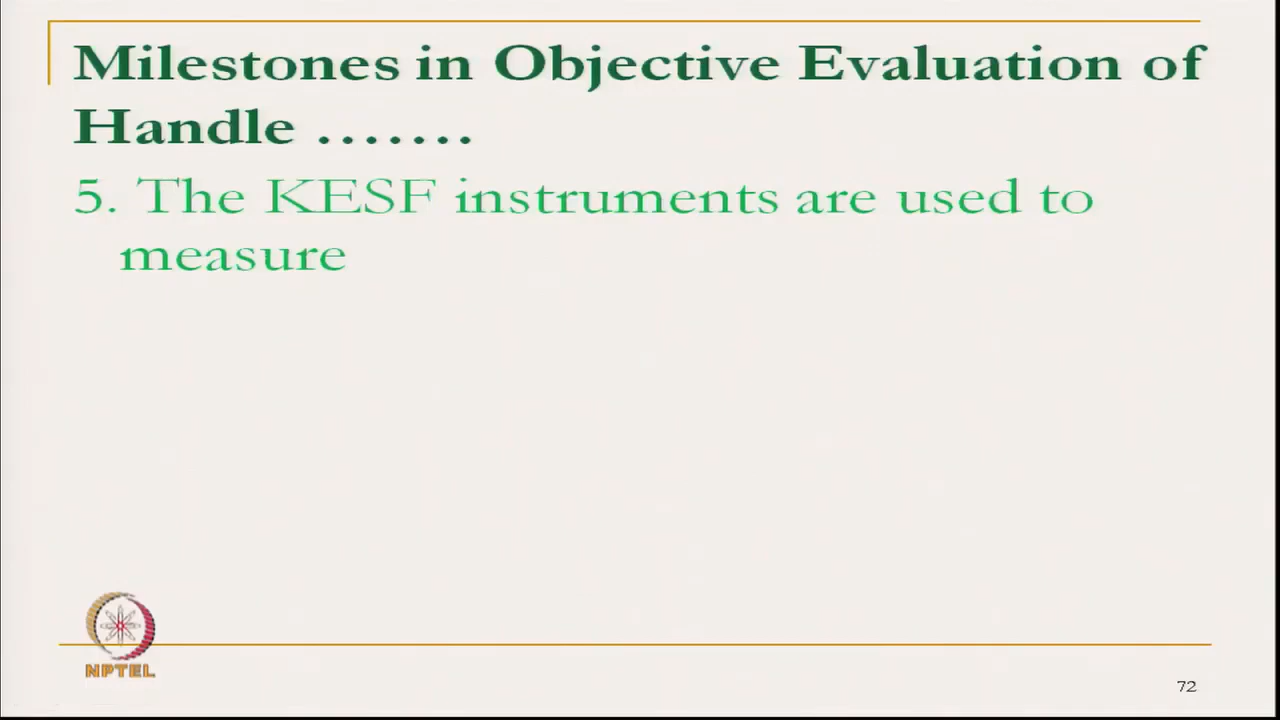 Milestones in Objective Evaluation of
Handle .......
5. The KESF instruments are used to
measure
NPTEL
72